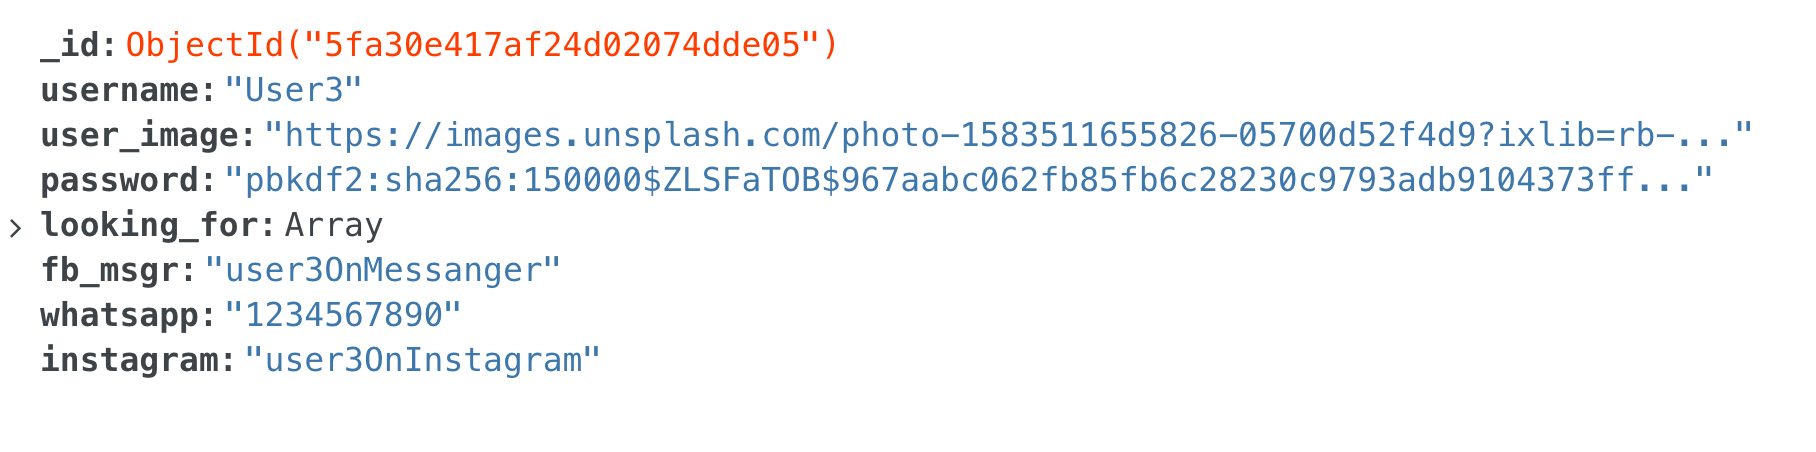 _id: ObjectId("5fa30e417af24d02074dde05")
username: "User3"
user_image: "https://images.unsplash.com/photo-1583511655826-05700d52f4d9?ixlib=rb-..."
password: "pbkdf2:sha256:150000$ZLSFaTOB$967aabc062fb85fb6c28230c9793adb9104373ff..."
looking_for: Array
fb_msgr: "user3OnMessanger"
whatsapp: "1234567890"
instagram: "user3OnInstagram"